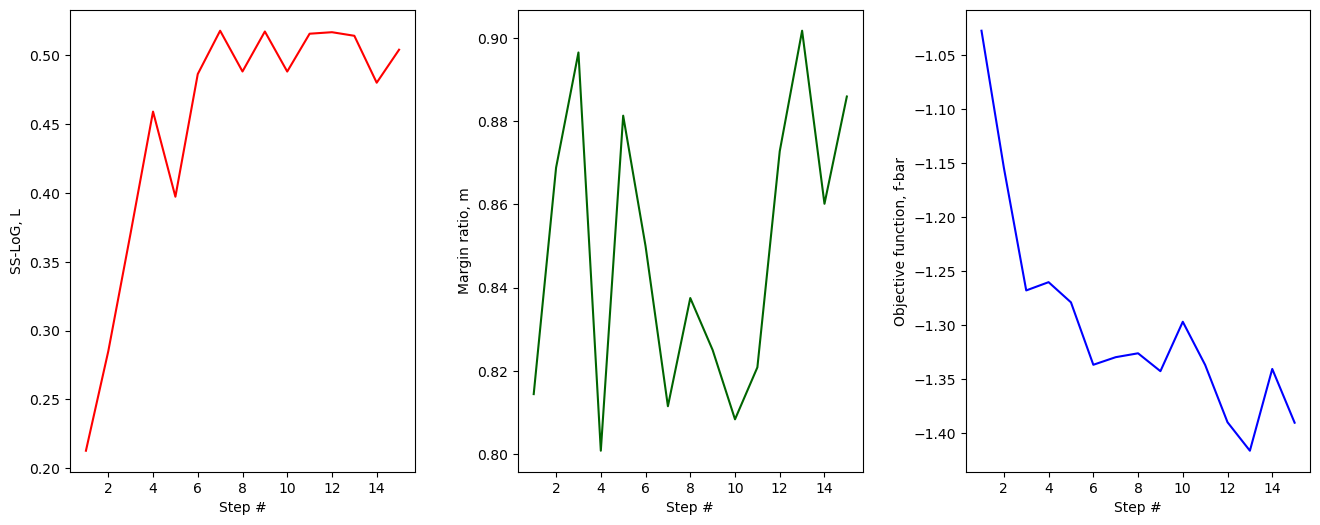 SS-LoG, L
0.50
0.45
0.40
0.35
0.30
0.25
0.20
2 4 6 8 10 12 14
Step #
Margin ratio, m
0.90
0.88
0.86
0.84
0.82
0.80
2 4 6 8 10 12 14
Step #
Objective function, f-bar
−1.05
−1.10
−1.15
−1.20
−1.25
−1.30
−1.35
−1.40
2 4 6 8 10 12 14
Step #